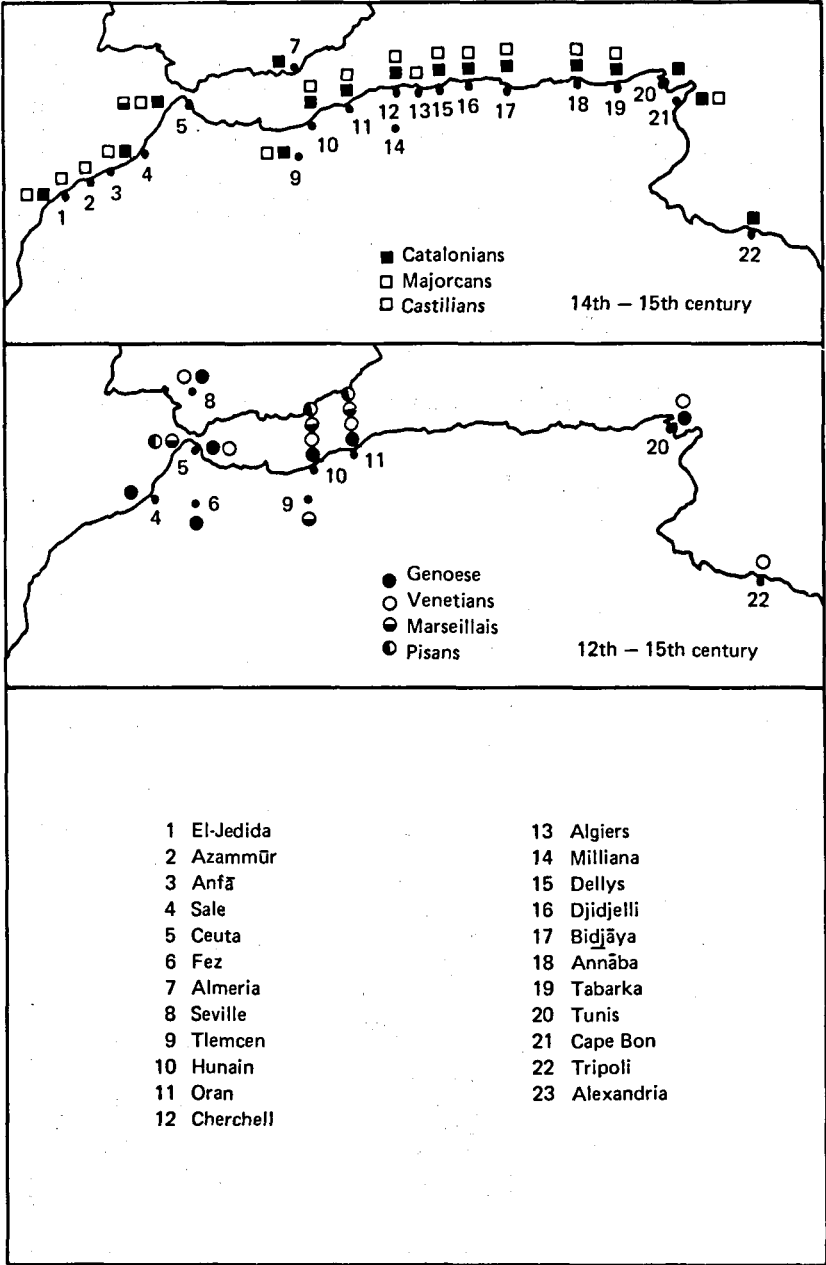 7
5
10
11
12
13
15
16
17
18
19
20
21
14
9
4
3
2
1
22
Catalonians
Majorcans
Castilians
14th – 15th century
8
5
10
11
20
4
6
9
22
Genoese
Venetians
Marseillais
Pisans
12th – 15th century
1 El-Jedida
2 Azammūr
3 Anfā
4 Sale
5 Ceuta
6 Fez
7 Almeria
8 Seville
9 Tlemcen
10 Hunain
11 Oran
12 Cherchell
13 Algiers
14 Milliana
15 Dellys
16 Djidjelli
17 Bidjāya
18 Annāba
19 Tabarka
20 Tunis
21 Cape Bon
22 Tripoli
23 Alexandria